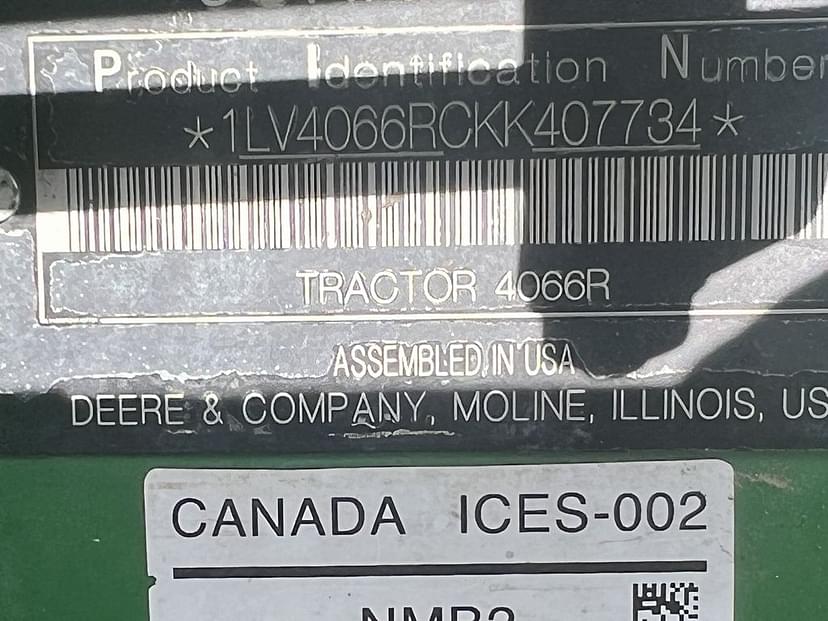 Product Identification Number
*1LV4066RCKK407734*
TRACTOR 4066R
ASSEMBLED IN USA
DEERE & COMPANY, MOLINE, ILLINOIS, US
CANADA ICES-002